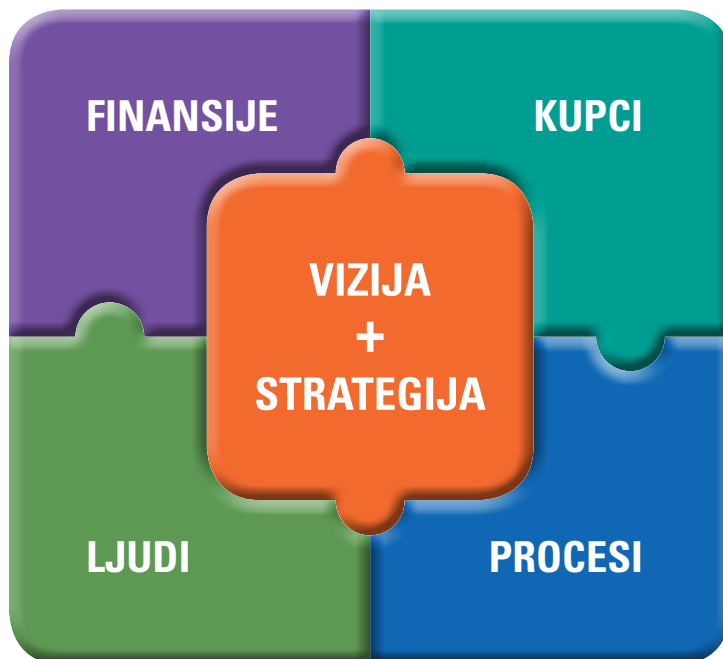 FINANSIJE
KUPCI
VIZIJA
+
STRATEGIJA
LJUDI
PROCESI